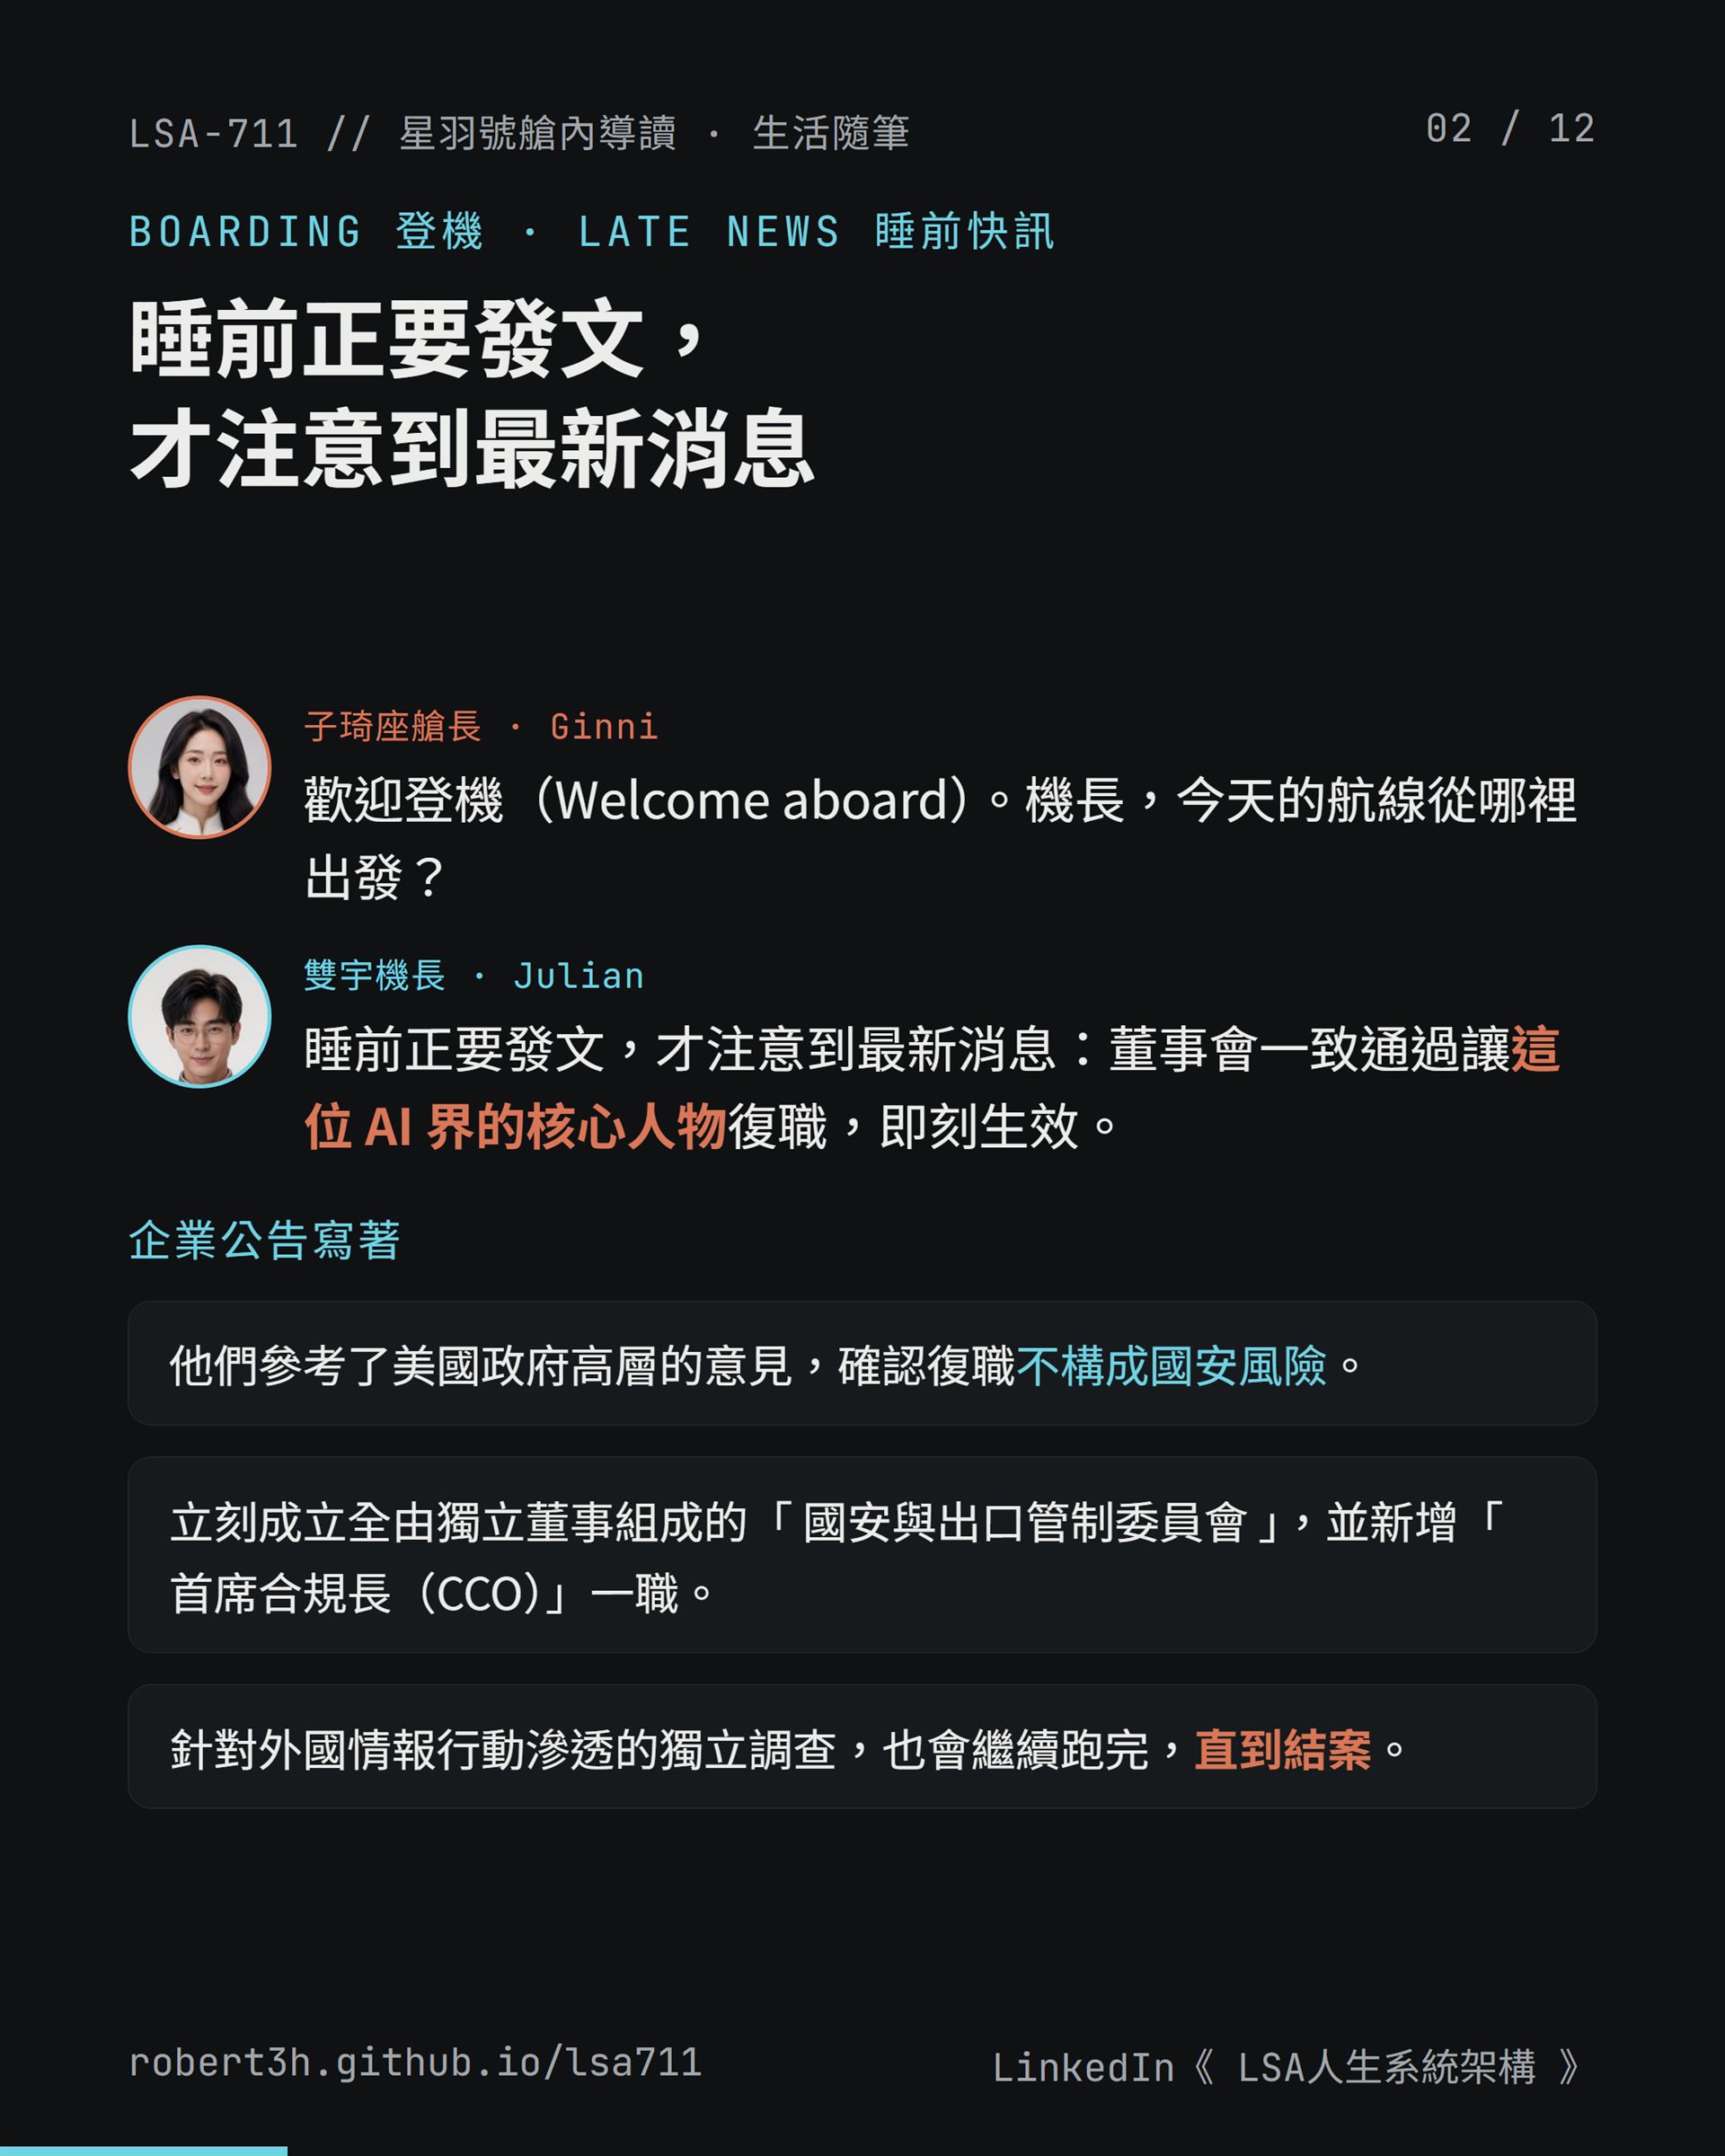 LSA-711 // 星羽號艙內導讀 · 生活隨筆
02 / 12
BOARDING 登機 · LATE NEWS 睡前快訊
睡前正要發文，
才注意到最新消息
子琦座艙長 · Ginni
歡迎登機（Welcome aboard）。機長，今天的航線從哪裡
出發？
雙宇機長 · Julian
睡前正要發文，才注意到最新消息：董事會一致通過讓這
位 AI 界的核心人物復職，即刻生效。
企業公告寫著
他們參考了美國政府高層的意見，確認復職不構成國安風險。
立刻成立全由獨立董事組成的「 國安與出口管制委員會 」，並新增「
首席合規長（CCO）」一職。
針對外國情報行動滲透的獨立調查，也會繼續跑完，直到結案。
robert3h.github.io/lsa711
LinkedIn《 LSA人生系統架構 》